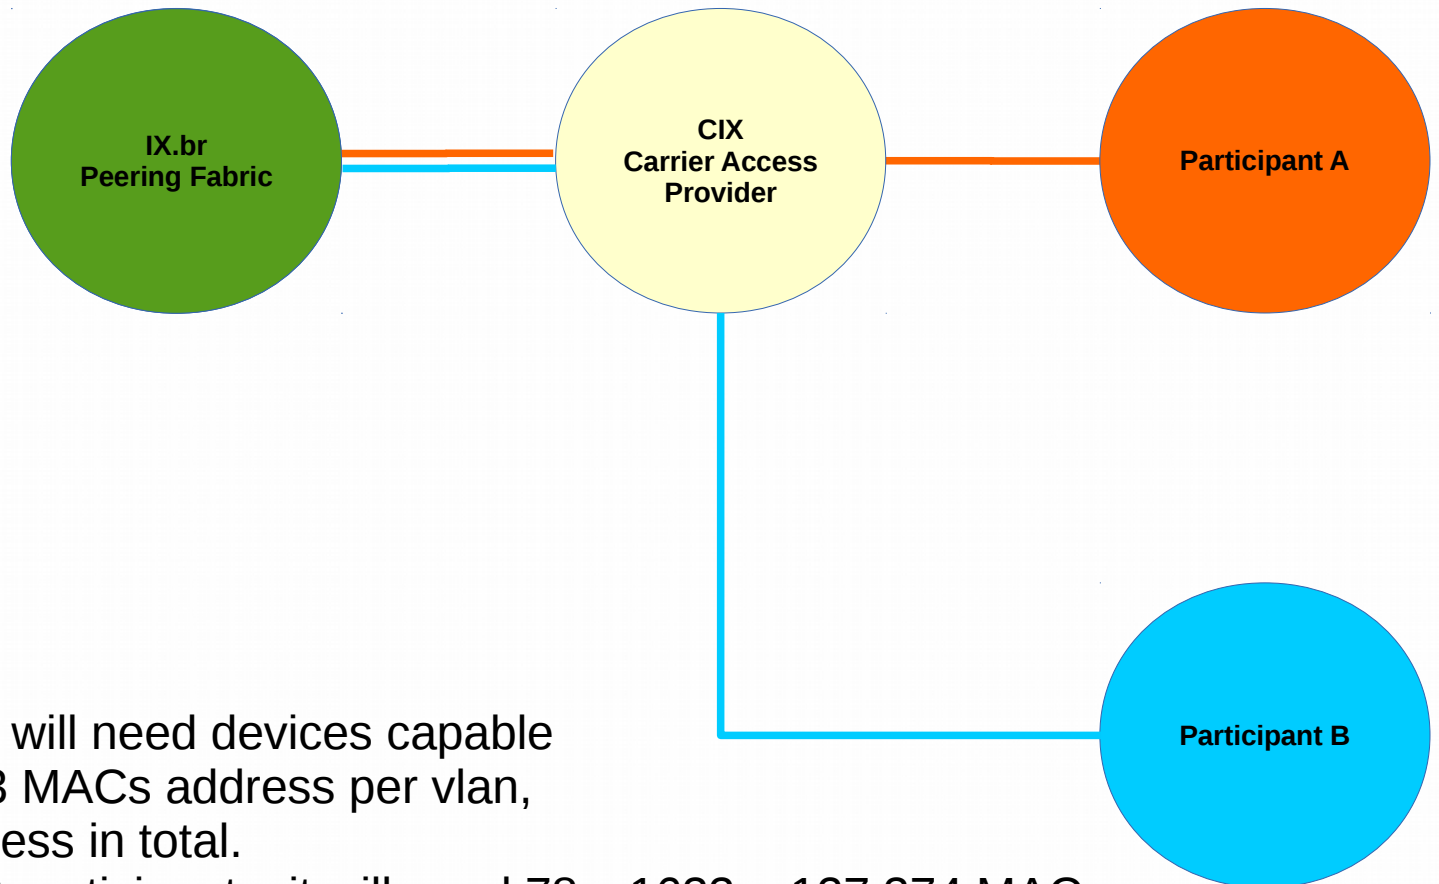 IX.br
Peering Fabric
CIX
Carrier Access
Provider
Participant A
Participant B
will need devices capable
MACs address per vlan,
in total.